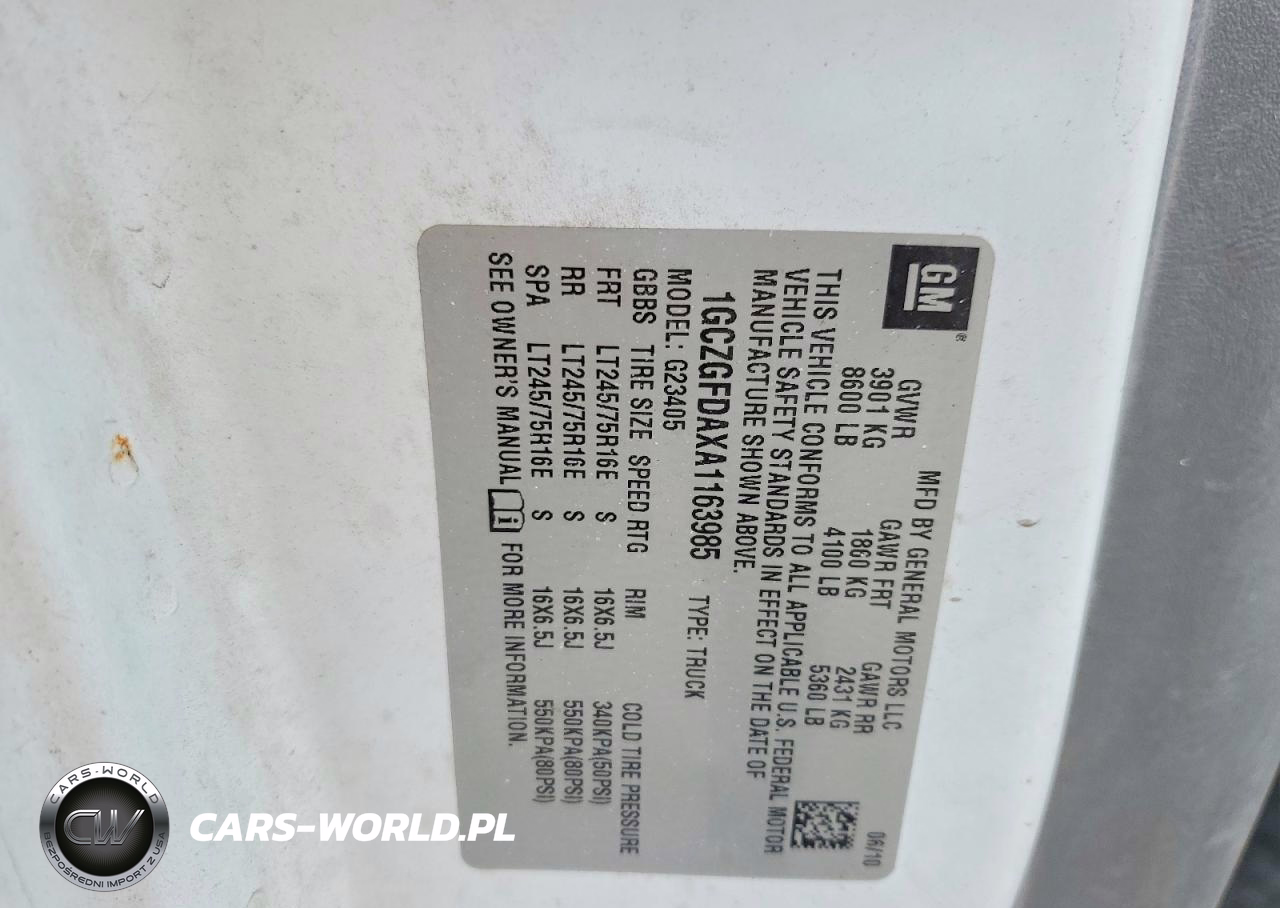 GM ®
MFD BY GENERAL MOTORS LLC 06/10
GVWR GAWR FRT GAWR RR
3901 KG 1860 KG 2431 KG
8600 LB 4100 LB 5360 LB
THIS VEHICLE CONFORMS TO ALL APPLICABLE U.S. FEDERAL MOTOR
VEHICLE SAFETY STANDARDS IN EFFECT ON THE DATE OF
MANUFACTURE SHOWN ABOVE.
1GCZGFDAXA1163985 TYPE: TRUCK
MODEL: G23405
GBBS TIRE SIZE SPEED RTG RIM COLD TIRE PRESSURE
FRT LT245/75R16E S 16X6.5J 340KPA(50PSI)
RR LT245/75R16E S 16X6.5J 550KPA(80PSI)
SPA LT245/75R16E S 16X6.5J 550KPA(80PSI)
SEE OWNER'S MANUAL FOR MORE INFORMATION.
CARS-WORLD
CW
BEZPOŚREDNI IMPORT Z USA
CARS-WORLD.PL